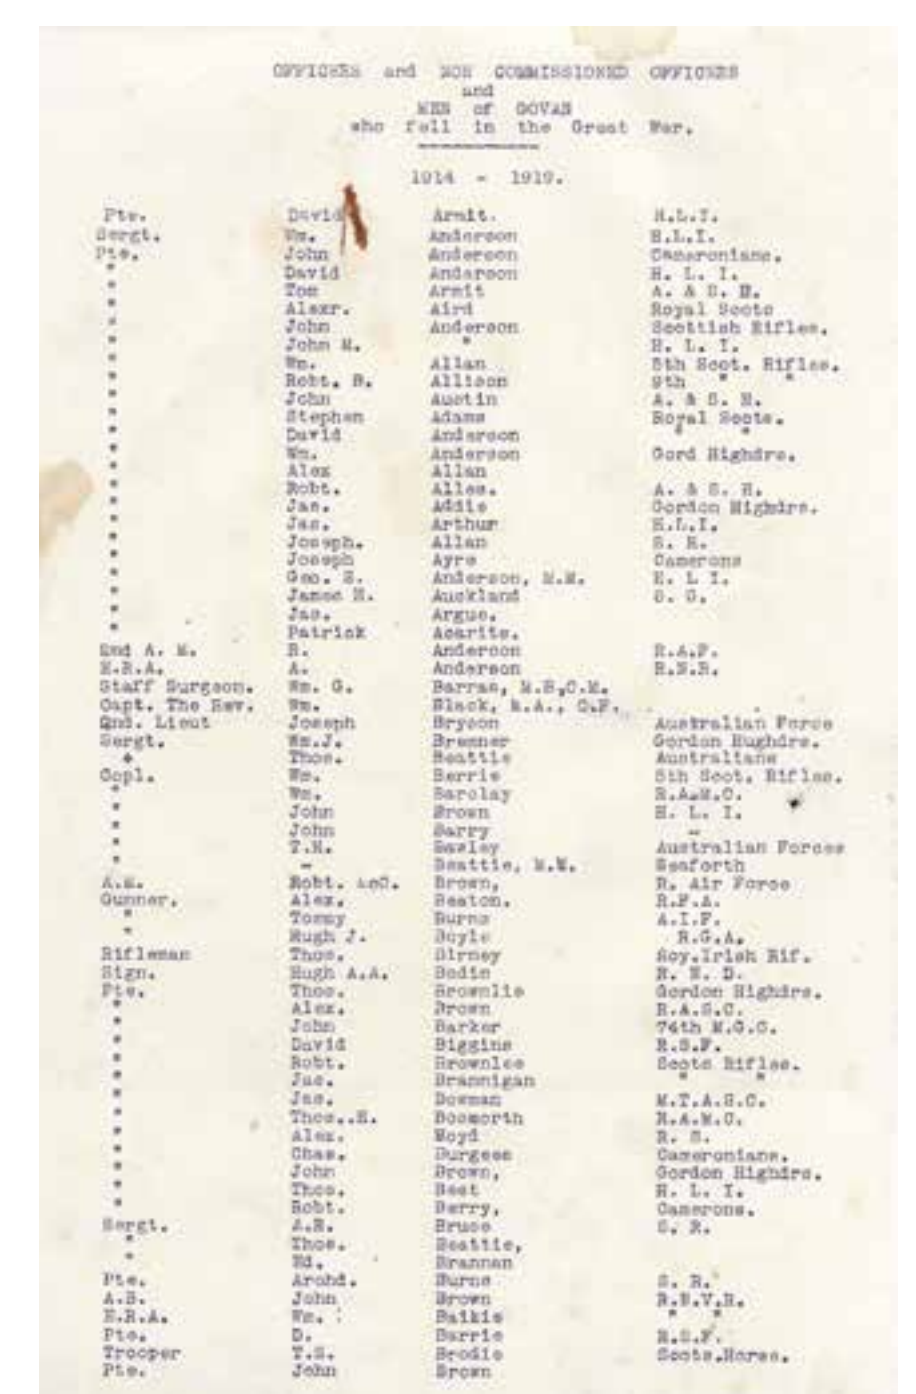 OFFICERS and NON COMMISSIONED OFFICERS
and
MEN of GOVAN
who fell in the Great War.
1914 - 1919.
Pte. David Armit. H.L.I.
Sergt. Wm. Anderson H.L.I.
Pte. John Anderson Cameronians.
" David Anderson H. L. I.
" Tom Armit A. & S. H.
" Alexr. Aird Royal Scots
" John Anderson Scottish Rifles.
" John M. " H. L. I.
" Wm. Allan 5th Scot. Rifles.
" Robt. B. Allison 9th " "
" John Austin A. & S. H.
" Stephen Adams Royal Scots.
" David Anderson " "
" Wm. Anderson Gord Highdrs.
" Alex Allan
" Robt. Alles. A. & S. H.
" Jas. Addie Gordon Highdrs.
" Jas. Arthur H.L.I.
" Joseph. Allan S. R.
" Joseph Ayre Camerons
" Geo. Anderson, M.M. H. L. I.
" James H. Auckland S. G.
" Jas. Argue.
" Patrick
2nd A. M. R. Anderson R.A.F.
E.R.A. A. Anderson R.N.R.
Staff Surgeon. Wm. G. Barras, M.B,C.M.
Capt. The Rev. Wm. Black, M.A., C.F.
2nd. Lieut Joseph Bryson Australian Force
Sergt. Wm.J. Bremner Gordon Hughdrs.
" Thos. Beattie Australians
Copl. Wm. Berrie 5th Scot. Rifles.
" Wm. Barclay R.A.M.C.
" John Brown H. L. I.
" John Barry -
" T.H. Bewley Australian Forces
" - Beattie, M.M. Seaforth
A.M. Robt. McC. Brown, R. Air Force
Gunner. Alex. Beaton. R.F.A.
" Tommy Burns A.I.F.
" Hugh J. Boyle R.G.A.
Rifleman Thos. Birney Roy.Irish Rif.
Sign. Hugh A.A. Bodie R. N. D.
Pte. Thos. Brownlie Gordon Highdrs.
" Alex. Brown R.A.S.C.
" John Barker 74th M.G.C.
" David Biggins R.S.F.
" Robt. Brownlee Scots Rifles.
" Jas. Brannigan " "
" Jas. Bowman M.T.A.S.C.
" Thos..H. Bosworth R.A.M.C.
" Alex. Boyd R. S.
" Chas. Burgess Cameronians.
" John Brown, Gordon Highdrs.
" Thos. Best H. L. I.
" Robt. Berry, Camerons.
Sergt. A.R. Bruce S. R.
" Thos. Beattie,
" Ed. Brannan
Pte. Archd. Burns S. R.
A.B. John Brown R.N.V.R.
E.R.A. Wm. Baikie " "
Pte. D. Barrie R.S.F.
Trooper T.S. Brodie Scots.Horse.
Pte. John Brown